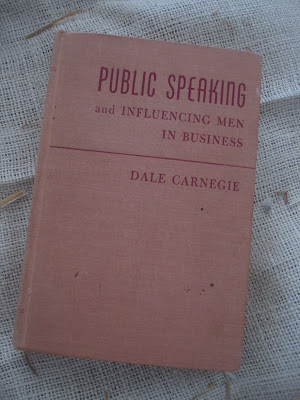 PUBLIC SPEAKING
and INFLUENCING MEN
IN BUSINESS
DALE CARNEGIE